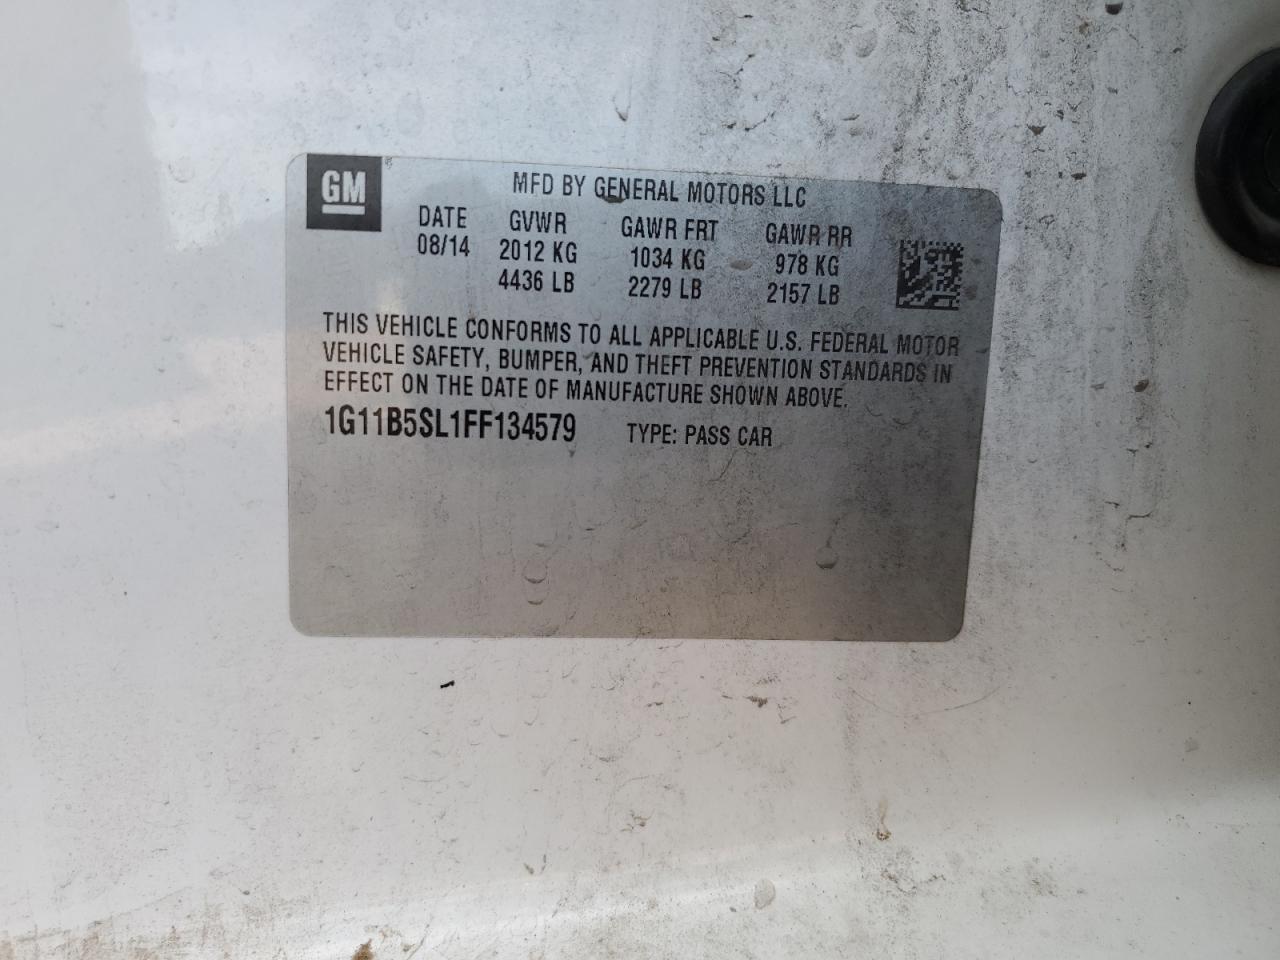 GM
MFD BY GENERAL MOTORS LLC
DATE GVWR GAWR FRT GAWR RR
08/14 2012 KG 1034 KG 978 KG
4436 LB 2279 LB 2157 LB
THIS VEHICLE CONFORMS TO ALL APPLICABLE U.S. FEDERAL MOTOR
VEHICLE SAFETY, BUMPER, AND THEFT PREVENTION STANDARDS IN
EFFECT ON THE DATE OF MANUFACTURE SHOWN ABOVE.
1G11B5SL1FF134579 TYPE: PASS CAR